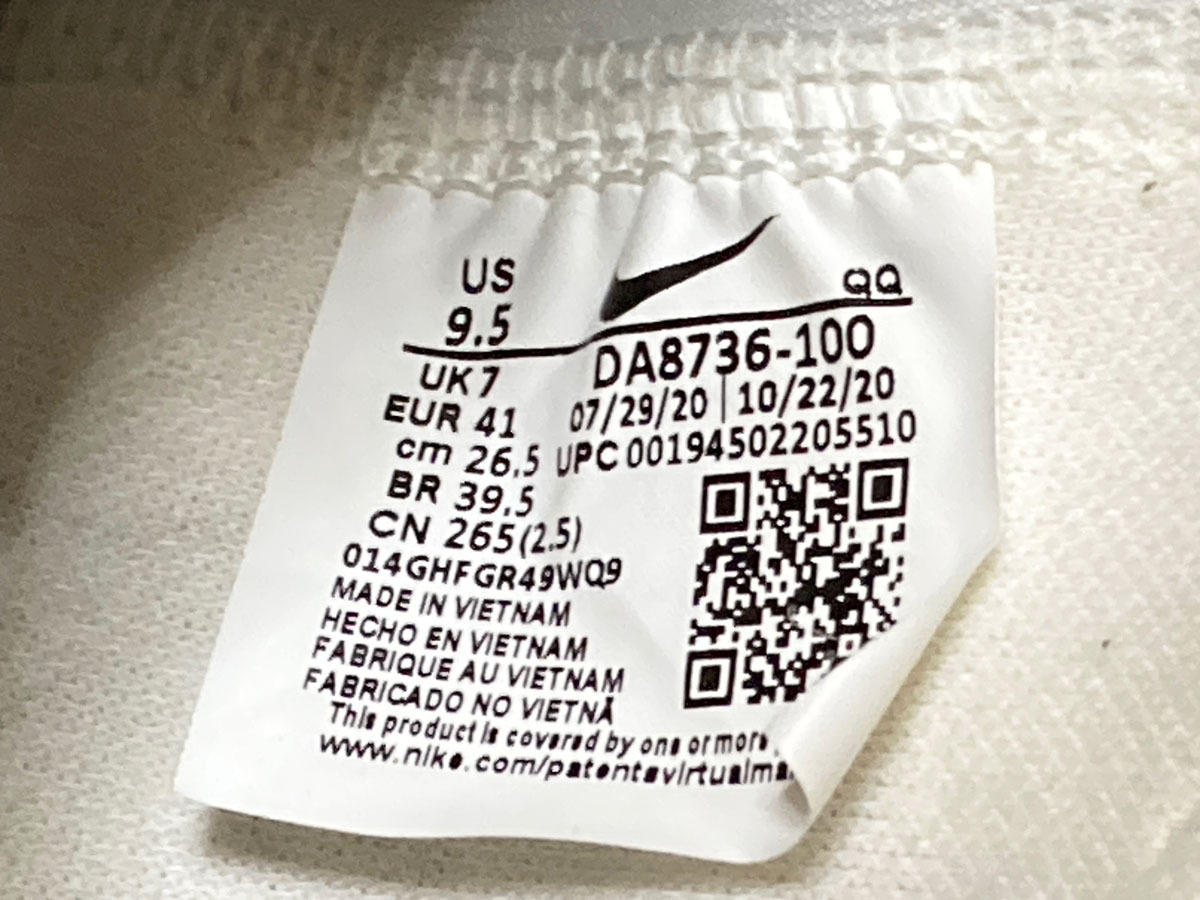 US
9.5
QQ
UK 7
EUR 41
cm 26.5
BR 39.5
CN 265(2.5)
014GHFGR49WQ9
DA8736-100
07/29/20 | 10/22/20
UPC 00194502205510
MADE IN VIETNAM
HECHO EN VIETNAM
FABRIQUE AU VIETNAM
FABRICADO NO VIETNÃ
This product is covered by one or more
www.nike.com/patentsvirtualma